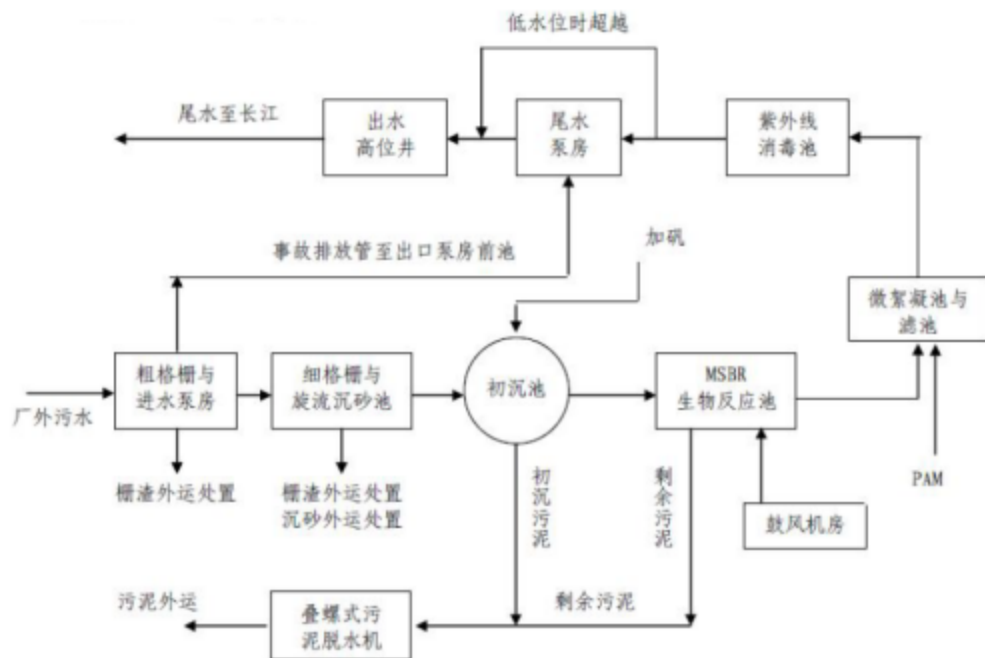 低水位时超越
尾水至长江
出水
高位井
尾水
泵房
紫外线
消毒池
事故排放管至出口泵房前池
加矾
微絮凝池与
滤池
厂外污水
粗格栅与
进水泵房
细格栅与
旋流沉砂池
初沉池
MSBR
生物反应池
栅渣外运处置
栅渣外运处置
沉砂外运处置
初沉污泥
剩余污泥
鼓风机房
PAM
污泥外运
叠螺式污
泥脱水机
剩余污泥